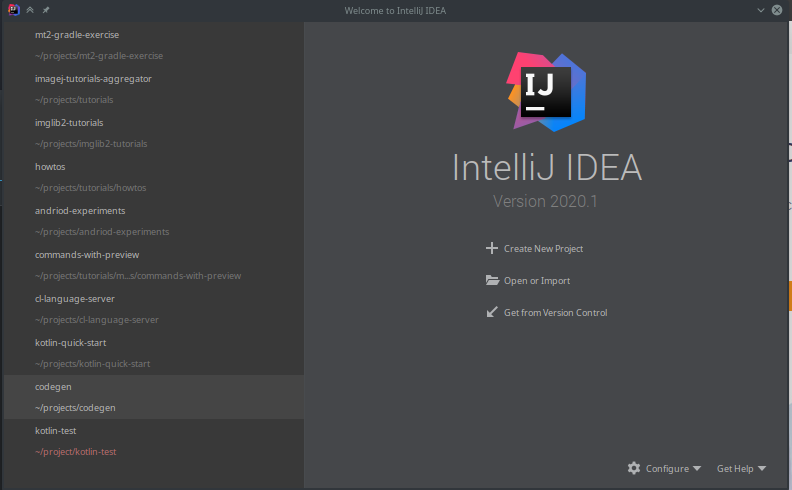 Welcome to IntelliJ IDEA
mt2-gradle-exercise
~/projects/mt2-gradle-exercise
imagej-tutorials-aggregator
~/projects/tutorials
imglib2-tutorials
~/projects/imglib2-tutorials
howtos
~/projects/tutorials/howtos
andriod-experiments
~/projects/andriod-experiments
commands-with-preview
~/projects/tutorials/m...s/commands-with-preview
cl-language-server
~/projects/cl-language-server
kotlin-quick-start
~/projects/kotlin-quick-start
codegen
~/projects/codegen
kotlin-test
~/project/kotlin-test
IJ
IntelliJ IDEA
Version 2020.1
Create New Project
Open or Import
Get from Version Control
Configure
Get Help